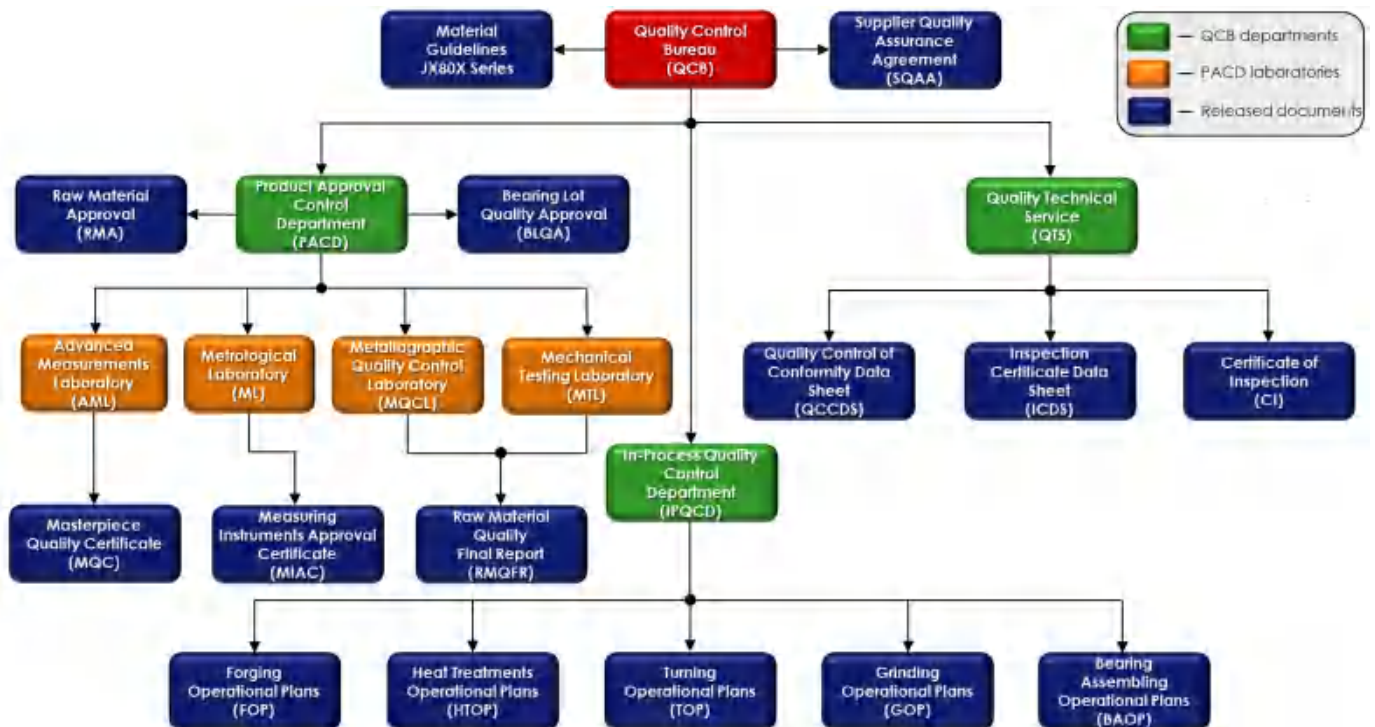 Material
Guidelines
JX80X Series
Quality Control
Bureau
(QCB)
Supplier Quality
Assurance
Agreement
(SQAA)
— QCB departments
— PACD laboratories
— Released documents
Raw Material
Approval
(RMA)
Product Approval
Control
Department
(PACD)
Bearing Lot
Quality Approval
(BLQA)
Quality Technical
Service
(QTS)
Advanced
Measurements
Laboratory
(AML)
Metrological
Laboratory
(ML)
Metallographic
Quality Control
Laboratory
(MQCL)
Mechanical
Testing Laboratory
(MTL)
Quality Control of
Conformity Data
Sheet
(QCCDS)
Inspection
Certificate Data
Sheet
(ICDS)
Certificate of
Inspection
(CI)
In-Process Quality
Control
Department
(IPQCD)
Masterpiece
Quality Certificate
(MQC)
Measuring
Instruments Approval
Certificate
(MIAC)
Raw Material
Quality
Final Report
(RMQFR)
Forging
Operational Plans
(FOP)
Heat Treatments
Operational Plans
(HTOP)
Turning
Operational Plans
(TOP)
Grinding
Operational Plans
(GOP)
Bearing
Assembling
Operational Plans
(BAOP)